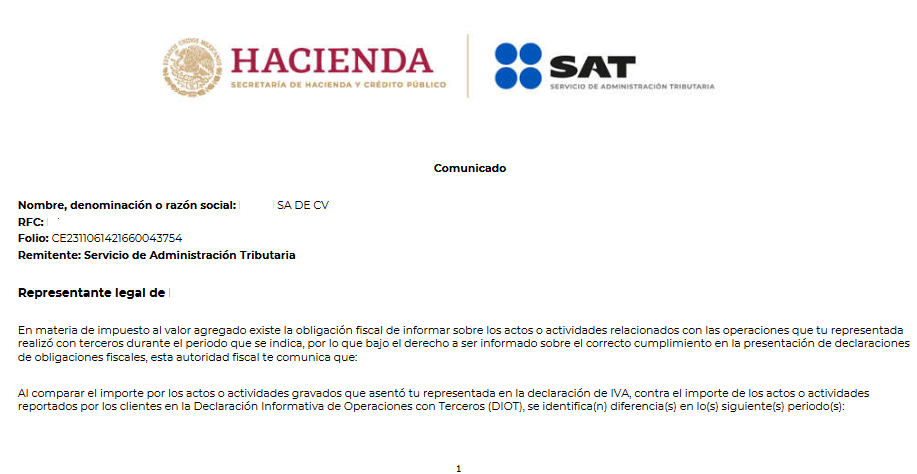 HACIENDA
SECRETARÍA DE HACIENDA Y CRÉDITO PÚBLICO
SAT
SERVICIO DE ADMINISTRACIÓN TRIBUTARIA
Comunicado
Nombre, denominación o razón social: SA DE CV
RFC:
Folio: CE2311061421660043754
Remitente: Servicio de Administración Tributaria
Representante legal de
En materia de impuesto al valor agregado existe la obligación fiscal de informar sobre los actos o actividades relacionados con las operaciones que tu representada
realizó con terceros durante el periodo que se indica, por lo que bajo el derecho a ser informado sobre el correcto cumplimiento en la presentación de declaraciones
de obligaciones fiscales, esta autoridad fiscal te comunica que:
Al comparar el importe por los actos o actividades gravados que asentó tu representada en la declaración de IVA, contra el importe de los actos o actividades
reportados por los clientes en la Declaración Informativa de Operaciones con Terceros (DIOT), se identifica(n) diferencia(s) en lo(s) siguiente(s) periodo(s):
1